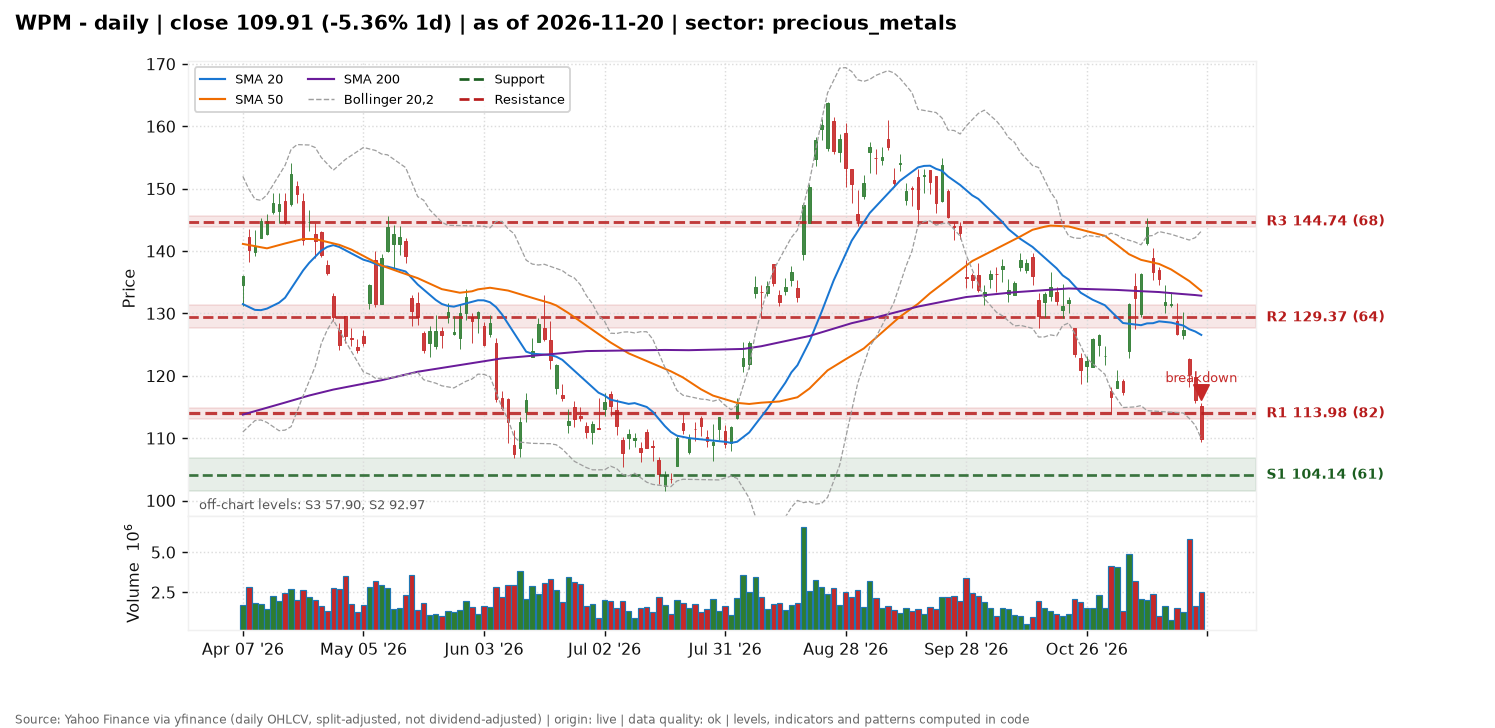 WPM - daily | close 109.91 (-5.36% 1d) | as of 2026-11-20 | sector: precious_metals
SMA 20
SMA 50
SMA 200
Bollinger 20,2
Support
Resistance
Price
170
160
150
140
130
120
110
100
R3 144.74 (68)
R2 129.37 (64)
breakdown
R1 113.98 (82)
S1 104.14 (61)
off-chart levels: S3 57.90, S2 92.97
Volume 10⁶
5.0
2.5
Apr 07 '26
May 05 '26
Jun 03 '26
Jul 02 '26
Jul 31 '26
Aug 28 '26
Sep 28 '26
Oct 26 '26
Source: Yahoo Finance via yfinance (daily OHLCV, split-adjusted, not dividend-adjusted) | origin: live | data quality: ok | levels, indicators and patterns computed in code